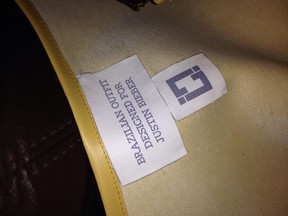 BRAZILIAN OUTFIT
DESIGNED FOR
JUSTIN BIEBER